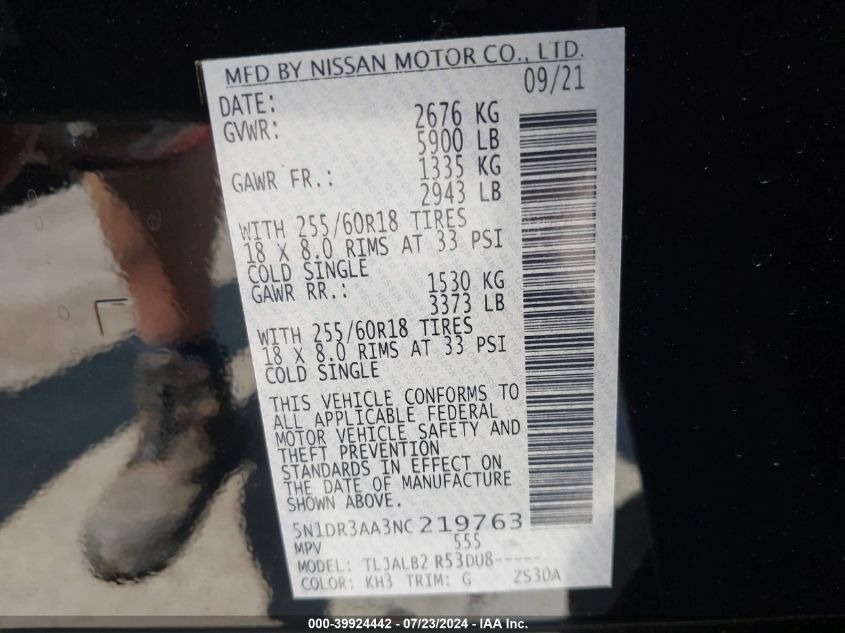 MFD BY NISSAN MOTOR CO., LTD.
DATE: 09/21
GVWR: 2676 KG
5900 LB
GAWR FR.: 1335 KG
2943 LB
WITH 255/60R18 TIRES
18 X 8.0 RIMS AT 33 PSI
COLD SINGLE
GAWR RR.: 1530 KG
3373 LB
WITH 255/60R18 TIRES
18 X 8.0 RIMS AT 33 PSI
COLD SINGLE
THIS VEHICLE CONFORMS TO
ALL APPLICABLE FEDERAL
MOTOR VEHICLE SAFETY AND
THEFT PREVENTION
STANDARDS IN EFFECT ON
THE DATE OF MANUFACTURE
SHOWN ABOVE.
5N1DR3AA3NC219763
MPV 555
MODEL: TLJALB2 R53DU8-----
COLOR: KH3 TRIM: G ZS30A
000-39924442 - 07/23/2024 - IAA Inc.